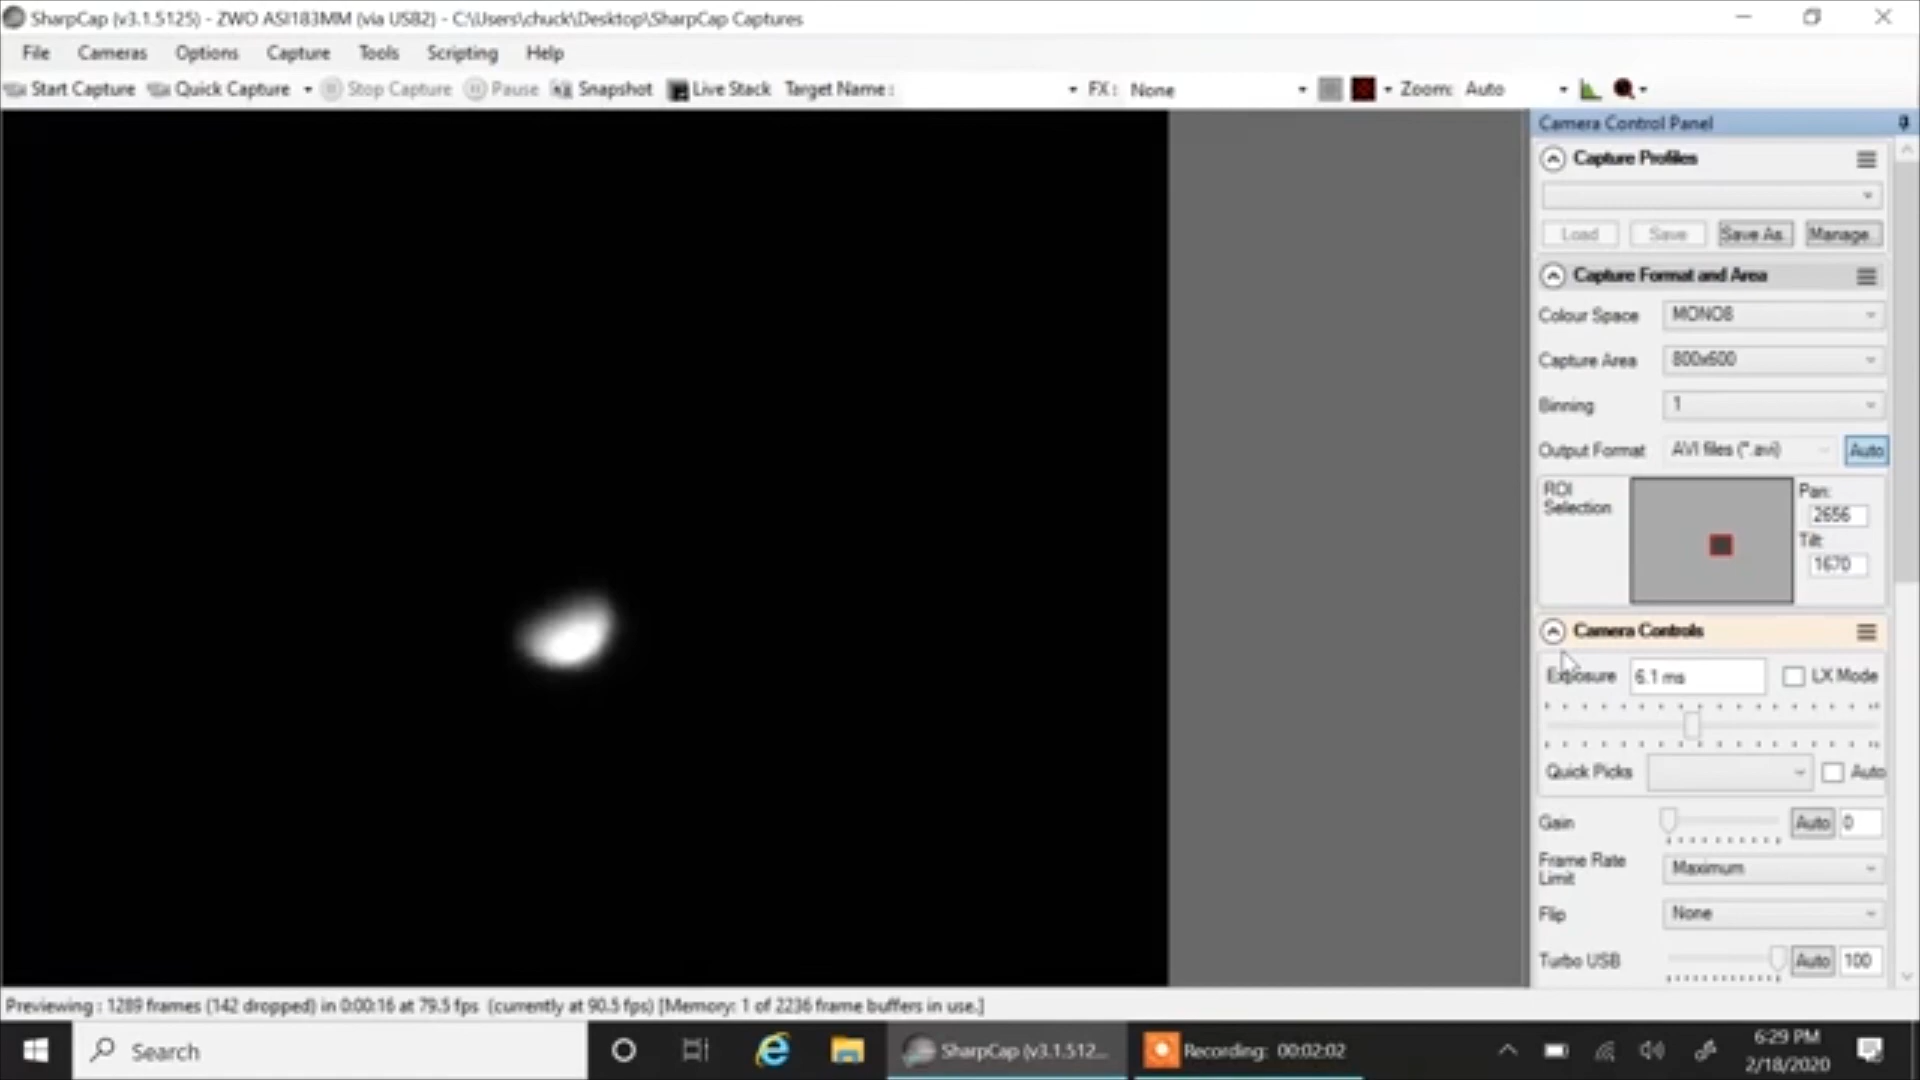 SharpCap (v3.1.5125) - ZWO ASI183MM (via USB2) - C:\Users\chuck\Desktop\SharpCap Captures
File Cameras Options Capture Tools Scripting Help
Start Capture Quick Capture Stop Capture Pause Snapshot Live Stack Target Name : FX : None Zoom: Auto
Camera Control Panel
Capture Profiles
Load Save Save As Manage
Capture Format and Area
Colour Space MONO8
Capture Area 800x600
Binning 1
Output Format AVI files (*.avi) Auto
ROI Selection
Pan:
2656
Tilt:
1670
Camera Controls
Exposure 6.1 ms LX Mode
Quick Picks Auto
Gain Auto 0
Frame Rate Limit Maximum
Flip None
Turbo USB Auto 100
Previewing : 1289 frames (142 dropped) in 0:00:16 at 79.5 fps (currently at 90.5 fps) [Memory: 1 of 2236 frame buffers in use.]
Search
SharpCap (v3.1.512...
Recording: 00:02:02
6:29 PM
2/18/2020